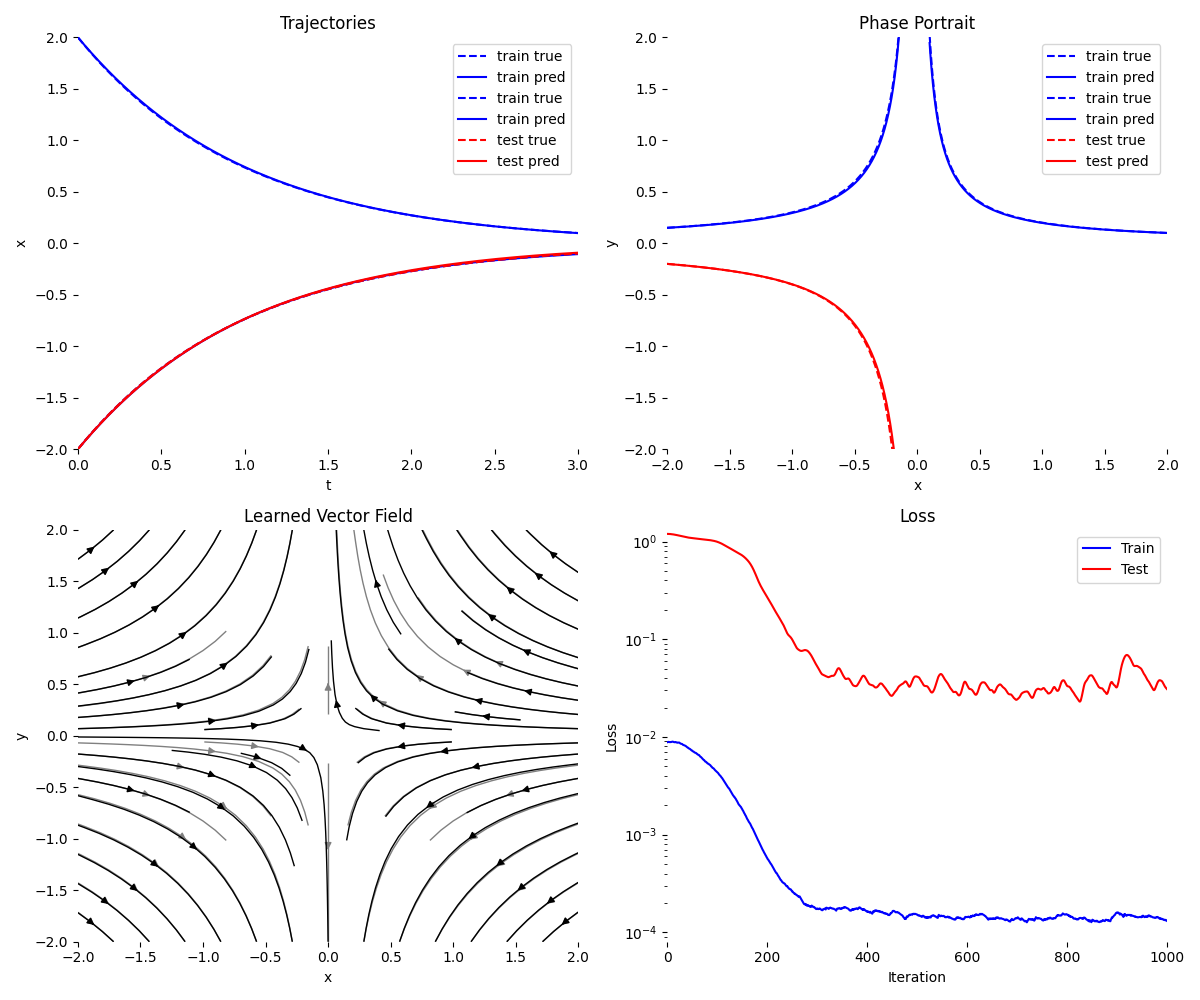 Trajectories
2.0
1.5
1.0
0.5
0.0
−0.5
−1.0
−1.5
−2.0
x
train true
train pred
train true
train pred
test true
test pred
0.0 0.5 1.0 1.5 2.0 2.5 3.0
t
Phase Portrait
2.0
1.5
1.0
0.5
0.0
−0.5
−1.0
−1.5
−2.0
y
train true
train pred
train true
train pred
test true
test pred
−2.0 −1.5 −1.0 −0.5 0.0 0.5 1.0 1.5 2.0
x
Learned Vector Field
2.0
1.5
1.0
0.5
0.0
−0.5
−1.0
−1.5
−2.0
y
−2.0 −1.5 −1.0 −0.5 0.0 0.5 1.0 1.5 2.0
x
Loss
10⁰
10⁻¹
10⁻²
10⁻³
10⁻⁴
Loss
Train
Test
0 200 400 600 800 1000
Iteration